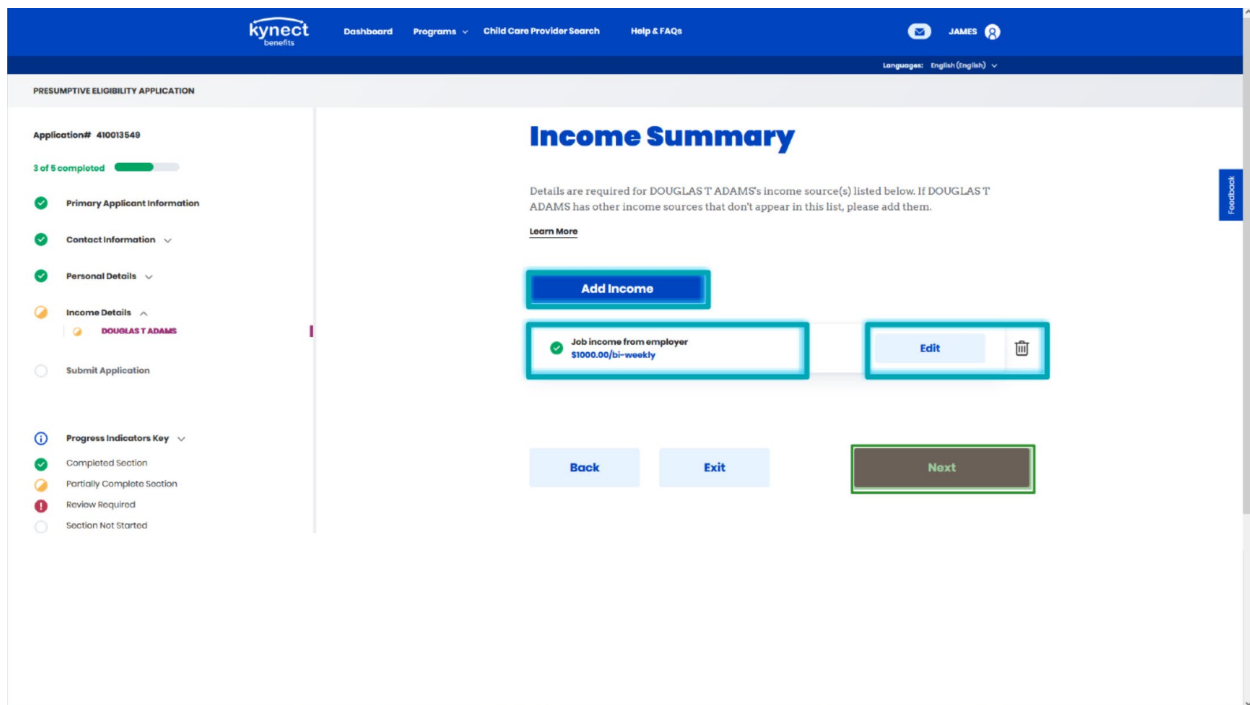 kynect
benefits
Dashboard Programs Child Care Provider Search Help & FAQs JAMES
Languages: English (English)
PRESUMPTIVE ELIGIBILITY APPLICATION
Application# 410013549
3 of 5 completed
Primary Applicant Information
Contact Information
Personal Details
Income Details
DOUGLAS T ADAMS
Submit Application
Progress Indicators Key
Completed Section
Partially Complete Section
Review Required
Section Not Started
Income Summary
Details are required for DOUGLAS T ADAMS's income source(s) listed below. If DOUGLAS T
ADAMS has other income sources that don't appear in this list, please add them.
Learn More
Add Income
Job income from employer
$1000.00/bi-weekly
Edit
Back Exit Next
Feedback